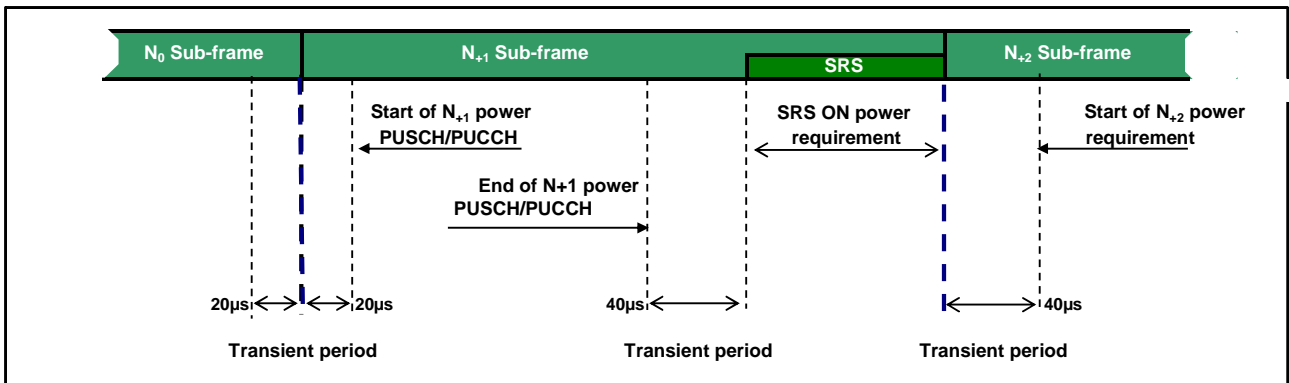 N₀ Sub-frame
N₊₁ Sub-frame
SRS
N₊₂ Sub-frame
Start of N₊₁ power
PUSCH/PUCCH
SRS ON power
requirement
Start of N₊₂ power
requirement
End of N+1 power
PUSCH/PUCCH
20µs
20µs
40µs
40µs
Transient period
Transient period
Transient period